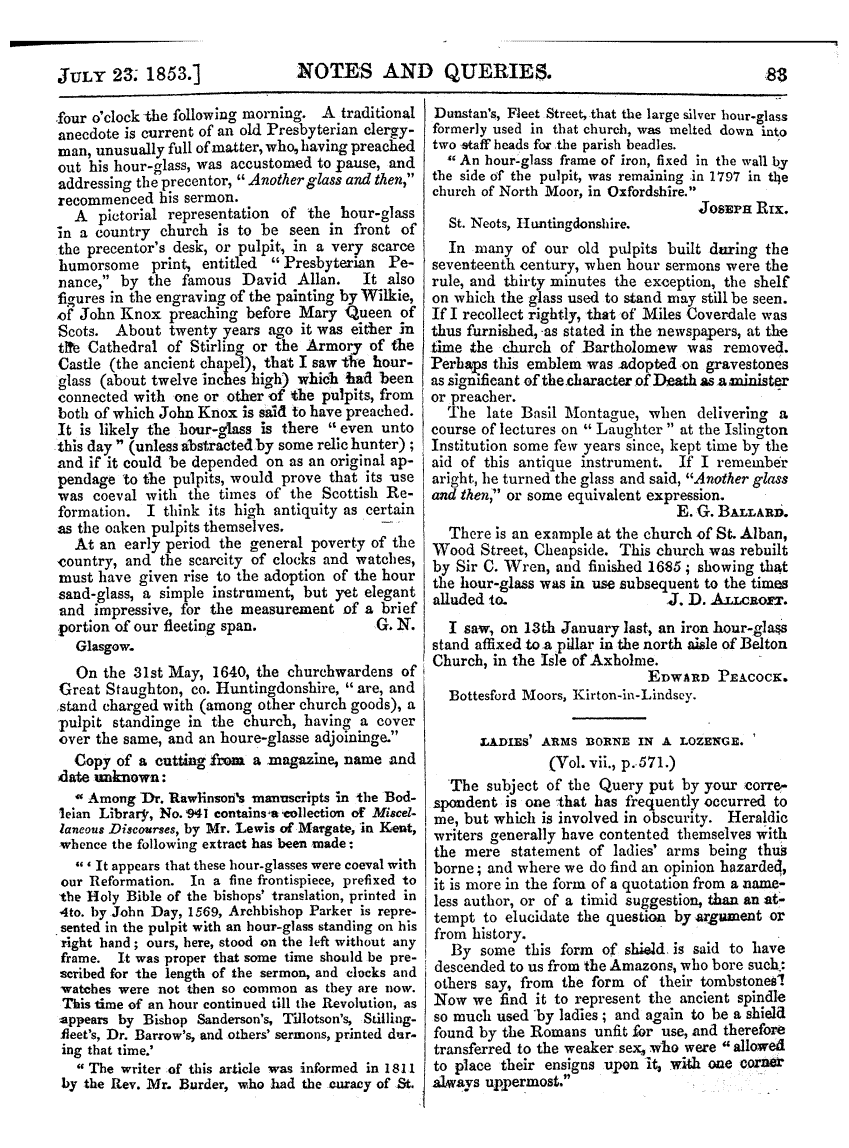 JULY 23. 1853.] NOTES AND QUERIES. 83
four o'clock the following morning. A traditional
anecdote is current of an old Presbyterian clergy-
man, unusually full of matter, who, having preached
out his hour-glass, was accustomed to pause, and
addressing the precentor, "Another glass and then,"
recommenced his sermon.
A pictorial representation of the hour-glass
in a country church is to be seen in front of
the precentor's desk, or pulpit, in a very scarce
humorsome print, entitled "Presbyterian Pe-
nance," by the famous David Allan. It also
figures in the engraving of the painting by Wilkie,
of John Knox preaching before Mary Queen of
Scots. About twenty years ago it was either in
the Cathedral of Stirling or the Armory of the
Castle (the ancient chapel), that I saw the hour-
glass (about twelve inches high) which had been
connected with one or other of the pulpits, from
both of which John Knox is said to have preached.
It is likely the hour-glass is there "even unto
this day" (unless abstracted by some relic hunter);
and if it could be depended on as an original ap-
pendage to the pulpits, would prove that its use
was coeval with the times of the Scottish Re-
formation. I think its high antiquity as certain
as the oaken pulpits themselves.
At an early period the general poverty of the
country, and the scarcity of clocks and watches,
must have given rise to the adoption of the hour
sand-glass, a simple instrument, but yet elegant
and impressive, for the measurement of a brief
portion of our fleeting span. G. N.
Glasgow.
On the 31st May, 1640, the churchwardens of
Great Staughton, co. Huntingdonshire, "are, and
stand charged with (among other church goods), a
pulpit standinge in the church, having a cover
over the same, and an houre-glasse adjoininge."
Copy of a cutting from a magazine, name and
date unknown:
"Among Dr. Rawlinson's manuscripts in the Bod-
leian Library, No. 941 contains a collection of Miscel-
laneous Discourses, by Mr. Lewis of Margate, in Kent,
whence the following extract has been made:
"'It appears that these hour-glasses were coeval with
our Reformation. In a fine frontispiece, prefixed to
the Holy Bible of the bishops' translation, printed in
4to. by John Day, 1569, Archbishop Parker is repre-
sented in the pulpit with an hour-glass standing on his
right hand; ours, here, stood on the left without any
frame. It was proper that some time should be pre-
scribed for the length of the sermon, and clocks and
watches were not then so common as they are now.
This time of an hour continued till the Revolution, as
appears by Bishop Sanderson's, Tillotson's, Stilling-
fleet's, Dr. Barrow's, and others' sermons, printed dur-
ing that time.'
"The writer of this article was informed in 1811
by the Rev. Mr. Burder, who had the curacy of St.
Dunstan's, Fleet Street, that the large silver hour-glass
formerly used in that church, was melted down into
two staff heads for the parish beadles.
"An hour-glass frame of iron, fixed in the wall by
the side of the pulpit, was remaining in 1797 in the
church of North Moor, in Oxfordshire."
JOSEPH RIX.
St. Neots, Huntingdonshire.
In many of our old pulpits built during the
seventeenth century, when hour sermons were the
rule, and thirty minutes the exception, the shelf
on which the glass used to stand may still be seen.
If I recollect rightly, that of Miles Coverdale was
thus furnished, as stated in the newspapers, at the
time the church of Bartholomew was removed.
Perhaps this emblem was adopted on gravestones
as significant of the character of Death as a minister
or preacher.
The late Basil Montague, when delivering a
course of lectures on "Laughter" at the Islington
Institution some few years since, kept time by the
aid of this antique instrument. If I remember
aright, he turned the glass and said, "Another glass
and then," or some equivalent expression.
E. G. BALLARD.
There is an example at the church of St. Alban,
Wood Street, Cheapside. This church was rebuilt
by Sir C. Wren, and finished 1685; showing that
the hour-glass was in use subsequent to the times
alluded to. J. D. ALLCROFT.
I saw, on 13th January last, an iron hour-glass
stand affixed to a pillar in the north aisle of Belton
Church, in the Isle of Axholme.
EDWARD PEACOCK.
Bottesford Moors, Kirton-in-Lindsey.
LADIES' ARMS BORNE IN A LOZENGE.
(Vol. vii., p. 571.)
The subject of the Query put by your corre-
spondent is one that has frequently occurred to
me, but which is involved in obscurity. Heraldic
writers generally have contented themselves with
the mere statement of ladies' arms being thus
borne; and where we do find an opinion hazarded,
it is more in the form of a quotation from a name-
less author, or of a timid suggestion, than an at-
tempt to elucidate the question by argument or
from history.
By some this form of shield is said to have
descended to us from the Amazons, who bore such:
others say, from the form of their tombstones!
Now we find it to represent the ancient spindle
so much used by ladies; and again to be a shield
found by the Romans unfit for use, and therefore
transferred to the weaker sex, who were "allowed
to place their ensigns upon it, with one corner
always uppermost."